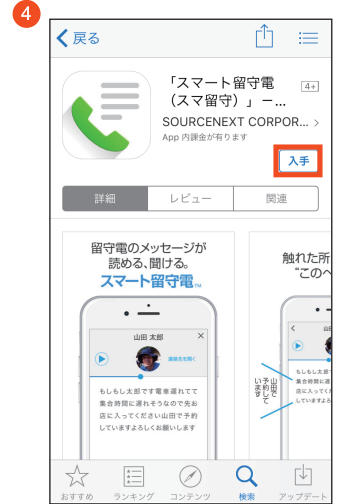 4
戻る
「スマート留守電
（スマ留守）」－...
4+
SOURCENEXT CORPOR...
App 内課金が有ります
入手
詳細
レビュー
関連
留守電のメッセージが
読める、聞ける。
スマート留守電™
山田 太郎
連絡先を開く
もしもし太郎です電車遅れてて
集合時間に遅れそうなので先お
店に入ってください山田で予約
していますよろしくお願いします
触れた所
“このへ
山田で
予約して
います
もしもし太郎で
集合時間に遅
店に入ってく
していますよろ
おすすめ
ランキング
コンテンツ
検索
アップデート